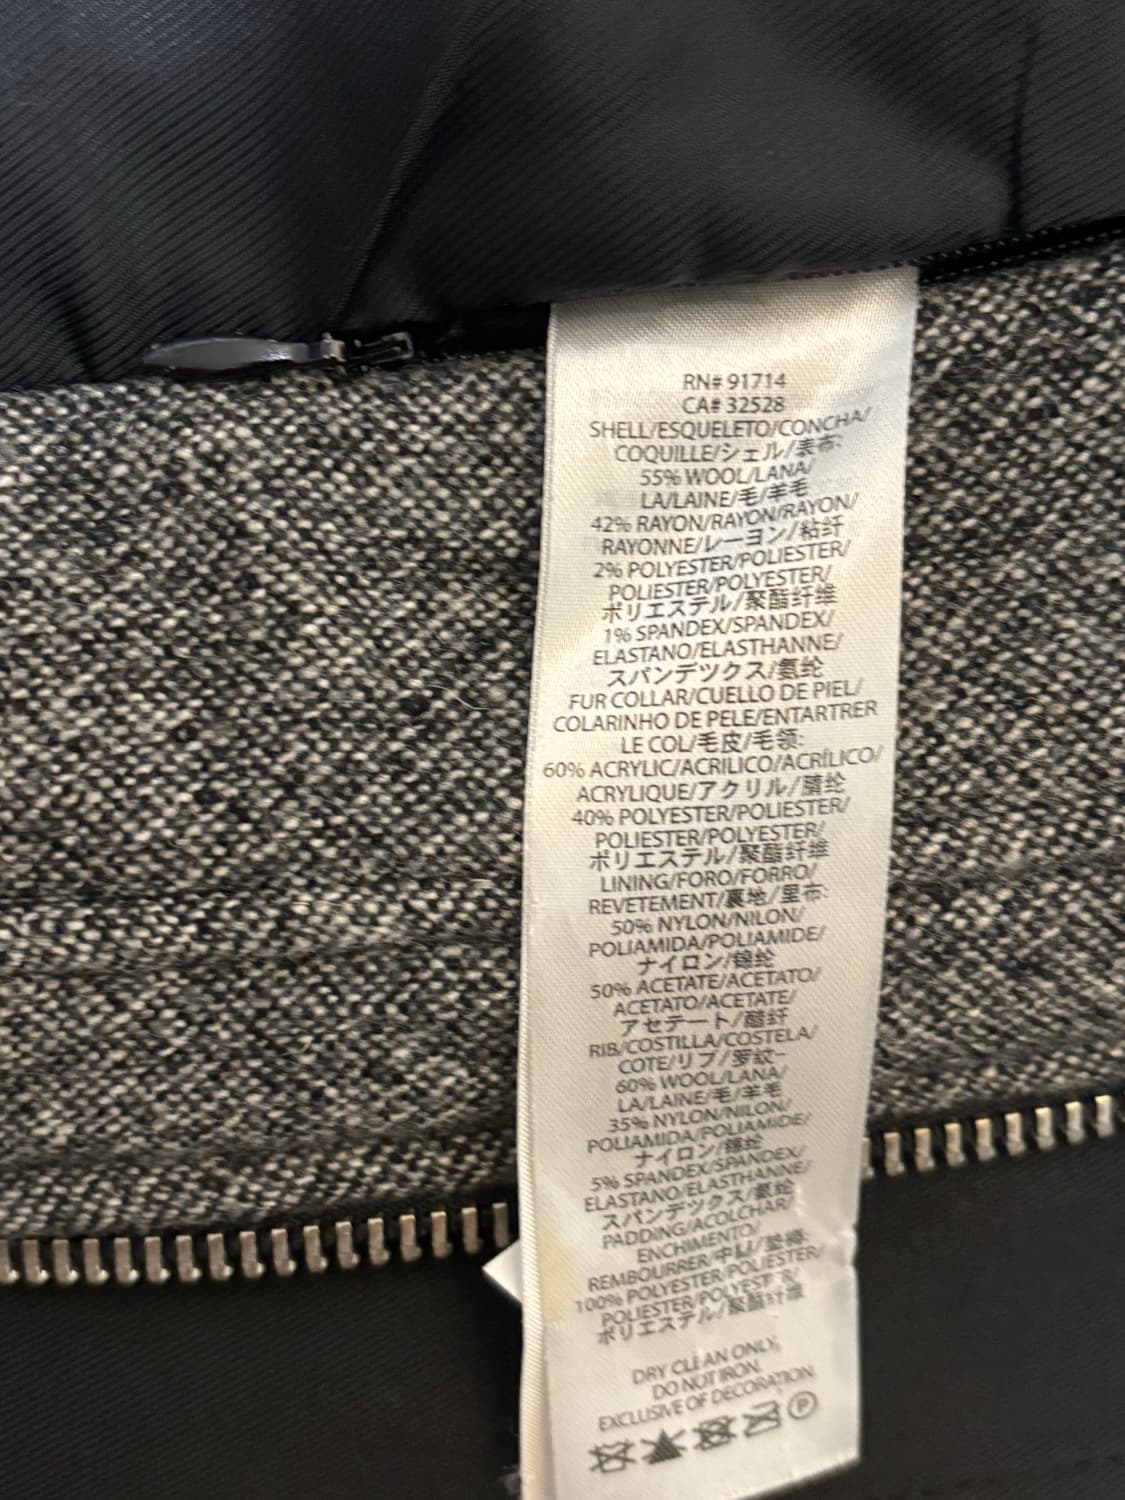 RN# 91714
CA# 32528
SHELL/ESQUELETO/CONCHA/
COQUILLE/シェル/表布:
55% WOOL/LANA/
LA/LAINE/毛/羊毛
42% RAYON/RAYON/RAYON/
RAYONNE/レーヨン/粘纤
2% POLYESTER/POLIESTER/
POLIESTER/POLYESTER/
ポリエステル/聚酯纤维
1% SPANDEX/SPANDEX/
ELASTANO/ELASTHANNE/
スパンデツクス/氨纶
FUR COLLAR/CUELLO DE PIEL/
COLARINHO DE PELE/ENTARTRER
LE COL/毛皮/毛领:
60% ACRYLIC/ACRILICO/ACRÍLICO/
ACRYLIQUE/アクリル/腈纶
40% POLYESTER/POLIESTER/
POLIESTER/POLYESTER/
ポリエステル/聚酯纤维
LINING/FORO/FORRO/
REVETEMENT/裏地/里布:
50% NYLON/NILON/
POLIAMIDA/POLIAMIDE/
ナイロン/锦纶
50% ACETATE/ACETATO/
ACETATO/ACETATE/
アセテート/醋纤
RIB/COSTILLA/COSTELA/
COTE/リブ/罗纹–
60% WOOL/LANA/
LA/LAINE/毛/羊毛
35% NYLON/NILON/
POLIAMIDA/POLIAMIDE/
ナイロン/锦纶
5% SPANDEX/SPANDEX/
ELASTANO/ELASTHANNE/
スパンデツクス/氨纶
PADDING/ACOLCHAR/
ENCHIMENTO/
REMBOURRER/
100% POLYESTER/POLIESTER/
POLIESTER/POLYESTER/
ポリエステル/聚酯纤维
DRY CLEAN ONLY,
DO NOT IRON.
EXCLUSIVE OF DECORATION
P